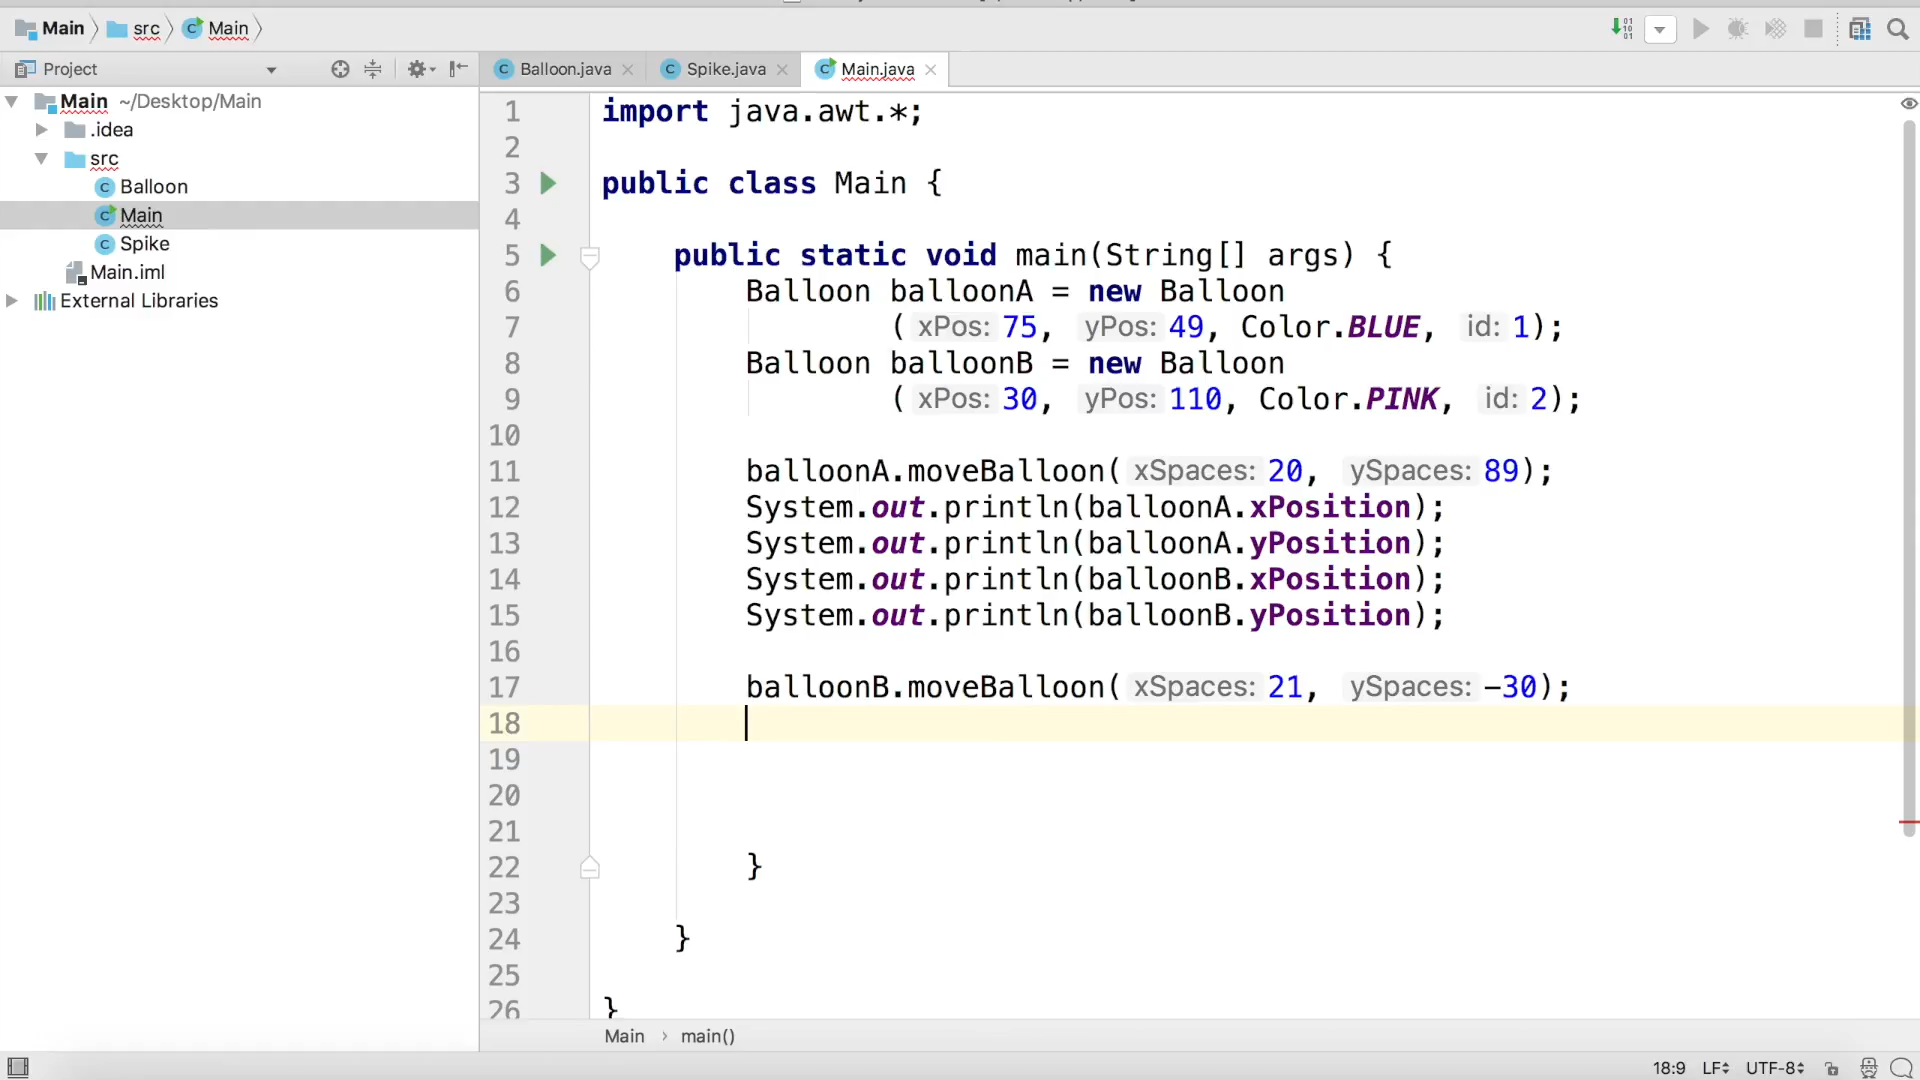 Main src Main
Project
Balloon.java Spike.java Main.java
Main ~/Desktop/Main
.idea
src
Balloon
Main
Spike
Main.iml
External Libraries
1 import java.awt.*;
2
3 public class Main {
4
5 public static void main(String[] args) {
6 Balloon balloonA = new Balloon
7 ( xPos: 75, yPos: 49, Color.BLUE, id: 1);
8 Balloon balloonB = new Balloon
9 ( xPos: 30, yPos: 110, Color.PINK, id: 2);
10
11 balloonA.moveBalloon( xSpaces: 20, ySpaces: 89);
12 System.out.println(balloonA.xPosition);
13 System.out.println(balloonA.yPosition);
14 System.out.println(balloonB.xPosition);
15 System.out.println(balloonB.yPosition);
16
17 balloonB.moveBalloon( xSpaces: 21, ySpaces: -30);
18
19
20
21
22 }
23
24 }
25
26 }
Main › main()
18:9 LF UTF-8